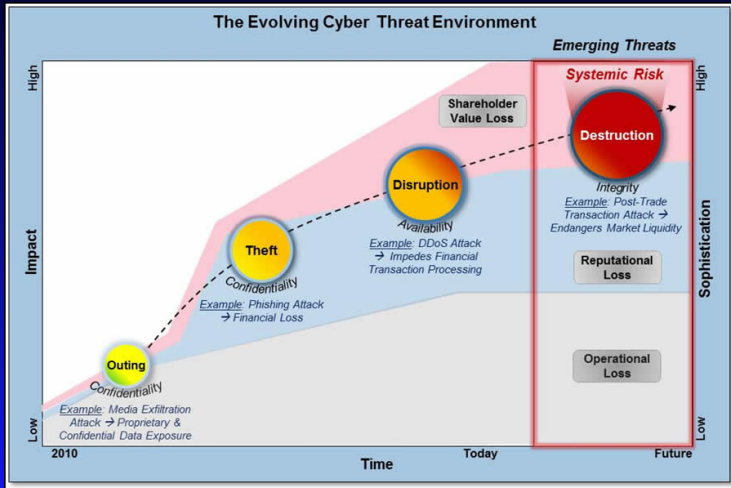 The Evolving Cyber Threat Environment
Emerging Threats
Systemic Risk
High
High
Shareholder
Value Loss
Destruction
Integrity
Example: Post-Trade
Transaction Attack →
Endangers Market Liquidity
Disruption
Availability
Example: DDoS Attack
→ Impedes Financial
Transaction Processing
Theft
Confidentiality
Example: Phishing Attack
→ Financial Loss
Reputational
Loss
Impact
Sophistication
Outing
Confidentiality
Example: Media Exfiltration
Attack → Proprietary &
Confidential Data Exposure
Operational
Loss
Low
Low
2010
Today
Future
Time